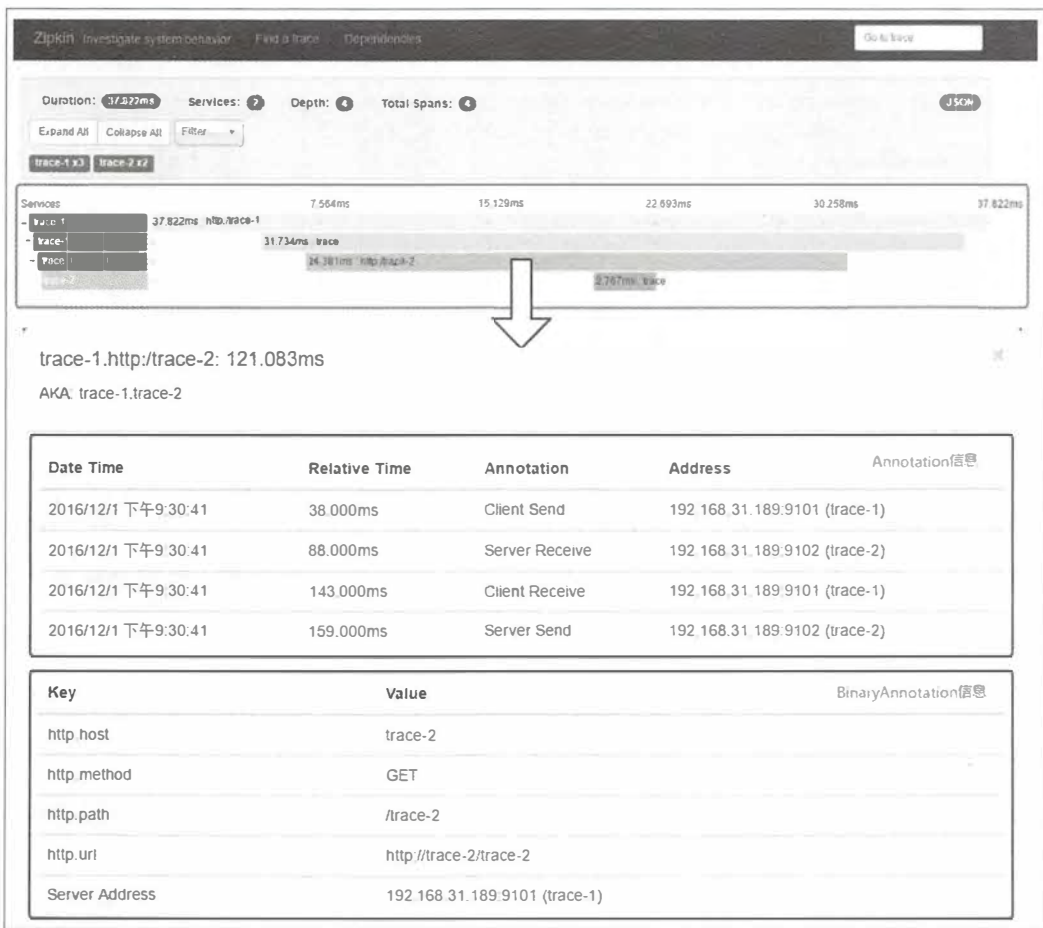 Zipkin Investigate system behavior Find a trace Dependencies Go to trace
Duration: 37.822ms Services: 2 Depth: 4 Total Spans: 4 JSON
Expand All Collapse All Filter
trace-1 x3 trace-2 x2
Services 7.564ms 15.129ms 22.693ms 30.258ms 37.822ms
trace-1 37.822ms http:/trace-1
trace-1 31.734ms trace
24.381ms http:/trace-2
trace-2 2.767ms trace
trace-1.http:/trace-2: 121.083ms
AKA: trace-1.trace-2
Date Time Relative Time Annotation Address Annotation信息
2016/12/1 下午9:30:41 38.000ms Client Send 192.168.31.189:9101 (trace-1)
2016/12/1 下午9:30:41 88.000ms Server Receive 192.168.31.189:9102 (trace-2)
2016/12/1 下午9:30:41 143.000ms Client Receive 192.168.31.189:9101 (trace-1)
2016/12/1 下午9:30:41 159.000ms Server Send 192.168.31.189:9102 (trace-2)
Key Value BinaryAnnotation信息
http.host trace-2
http.method GET
http.path /trace-2
http.url http://trace-2/trace-2
Server Address 192.168.31.189:9101 (trace-1)